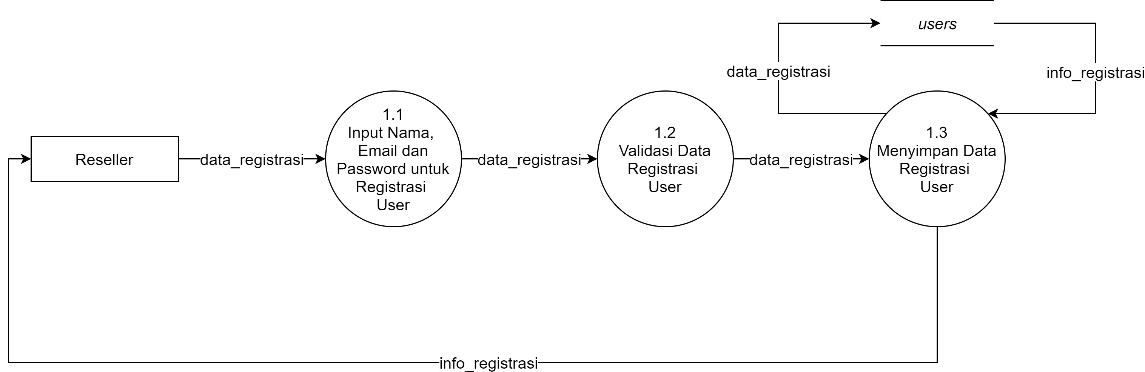 users
data_registrasi
info_registrasi
Reseller
data_registrasi
1.1
Input Nama,
Email dan
Password untuk
Registrasi
User
data_registrasi
1.2
Validasi Data
Registrasi
User
data_registrasi
1.3
Menyimpan Data
Registrasi
User
info_registrasi